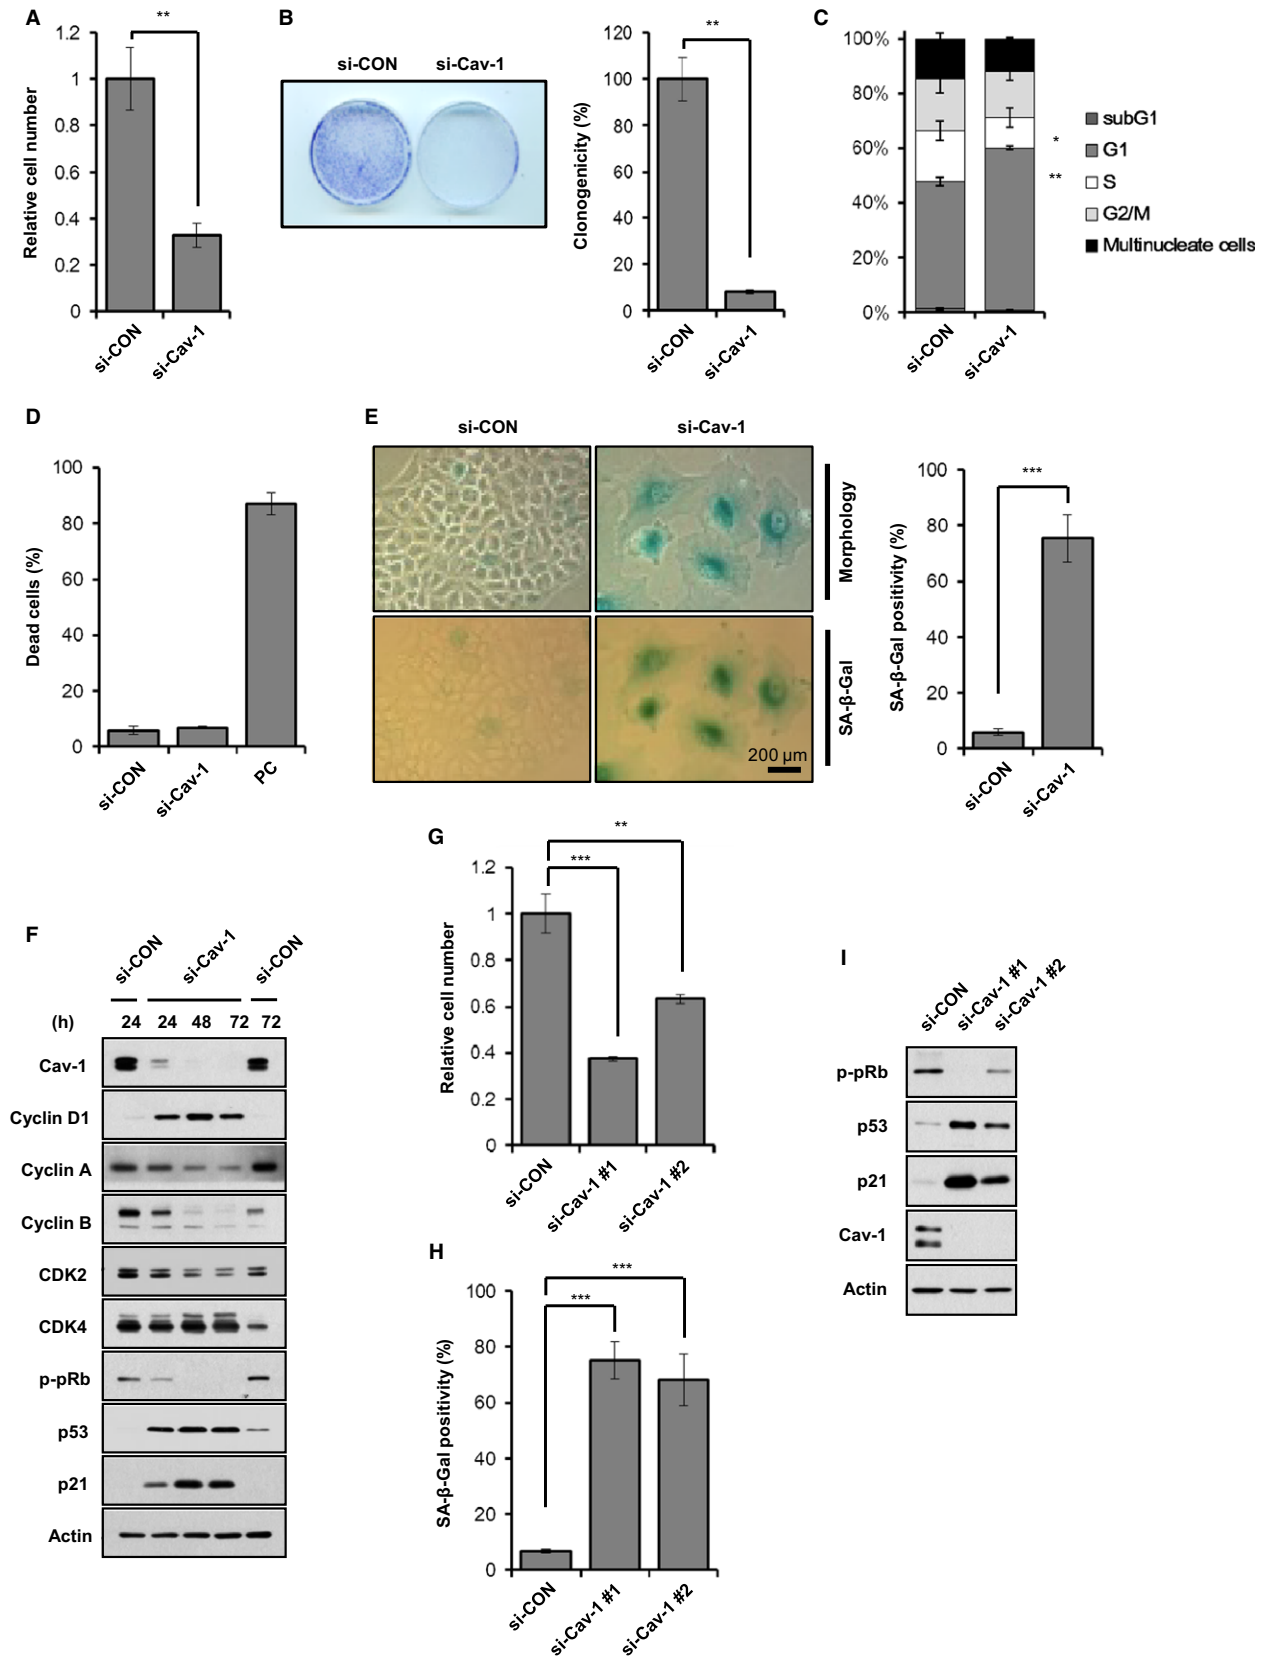 A
**
1.2
1
0.8
0.6
0.4
0.2
0
Relative cell number
si-CON
si-Cav-1
B
si-CON
si-Cav-1
**
120
100
80
60
40
20
0
Clonogenicity (%)
si-CON
si-Cav-1
C
100%
80%
60%
40%
20%
0%
*
**
subG1
G1
S
G2/M
Multinucleate cells
si-CON
si-Cav-1
D
100
80
60
40
20
0
Dead cells (%)
si-CON
si-Cav-1
PC
E
si-CON
si-Cav-1
Morphology
SA-β-Gal
200 µm
***
100
80
60
40
20
0
SA-β-Gal positivity (%)
si-CON
si-Cav-1
F
si-CON
si-Cav-1
si-CON
(h) 24 24 48 72 72
Cav-1
Cyclin D1
Cyclin A
Cyclin B
CDK2
CDK4
p-pRb
p53
p21
Actin
G
**
***
1.2
1
0.8
0.6
0.4
0.2
0
Relative cell number
si-CON
si-Cav-1 #1
si-Cav-1 #2
H
***
***
100
80
60
40
20
0
SA-β-Gal positivity (%)
si-CON
si-Cav-1 #1
si-Cav-1 #2
I
si-CON
si-Cav-1 #1
si-Cav-1 #2
p-pRb
p53
p21
Cav-1
Actin